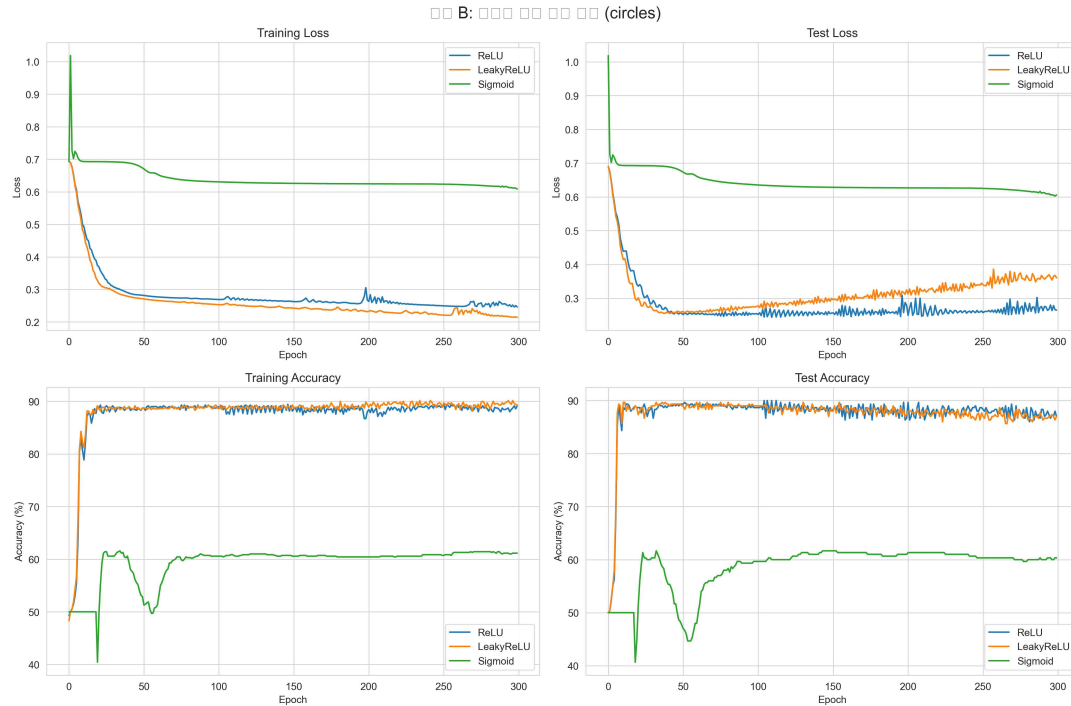 B: (circles)
Training Loss
Test Loss
1.0
0.9
0.8
0.7
0.6
0.5
0.4
0.3
0.2
Loss
0
50
100
150
200
250
300
Epoch
ReLU
LeakyReLU
Sigmoid
1.0
0.9
0.8
0.7
0.6
0.5
0.4
0.3
Loss
0
50
100
150
200
250
300
Epoch
ReLU
LeakyReLU
Sigmoid
Training Accuracy
Test Accuracy
90
80
70
60
50
40
Accuracy (%)
0
50
100
150
200
250
300
Epoch
ReLU
LeakyReLU
Sigmoid
90
80
70
60
50
40
Accuracy (%)
0
50
100
150
200
250
300
Epoch
ReLU
LeakyReLU
Sigmoid